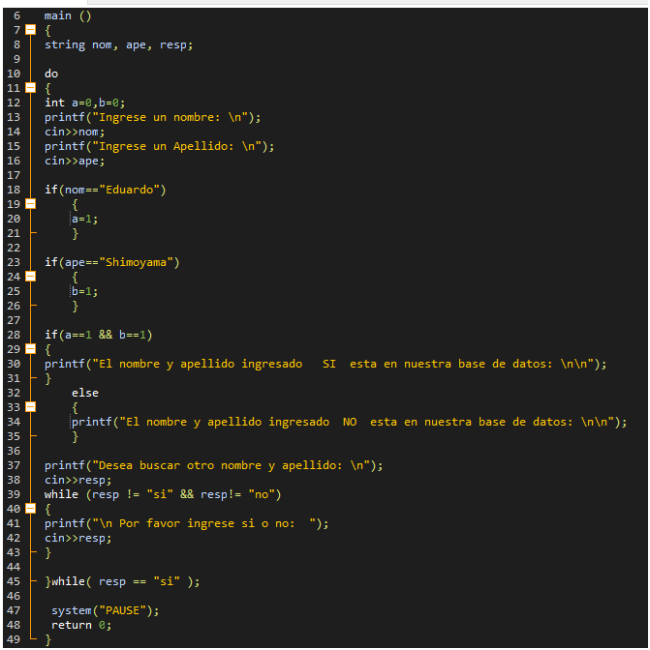 6 main ()
7 {
8 string nom, ape, resp;
9
10 do
11 {
12 int a=0,b=0;
13 printf("Ingrese un nombre: \n");
14 cin>>nom;
15 printf("Ingrese un Apellido: \n");
16 cin>>ape;
17
18 if(nom=="Eduardo")
19 {
20 a=1;
21 }
22
23 if(ape=="Shimoyama")
24 {
25 b=1;
26 }
27
28 if(a==1 && b==1)
29 {
30 printf("El nombre y apellido ingresado   SI  esta en nuestra base de datos: \n\n");
31 }
32 else
33 {
34 printf("El nombre y apellido ingresado  NO  esta en nuestra base de datos: \n\n");
35 }
36
37 printf("Desea buscar otro nombre y apellido: \n");
38 cin>>resp;
39 while (resp != "si" && resp!= "no")
40 {
41 printf("\n Por favor ingrese si o no:  ");
42 cin>>resp;
43 }
44
45 }while( resp == "si" );
46
47 system("PAUSE");
48 return 0;
49 }